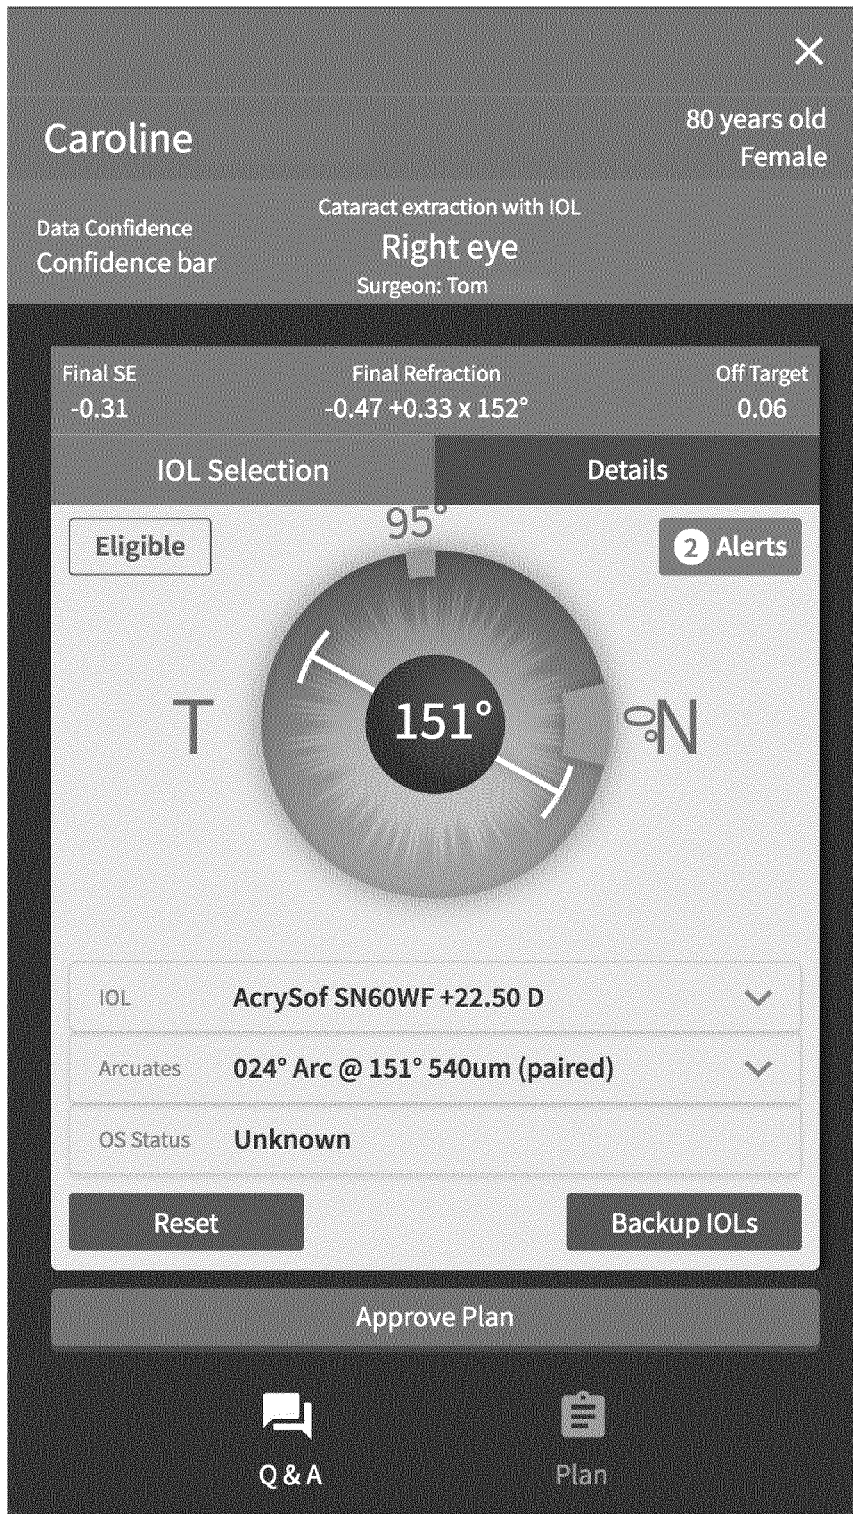 Caroline
80 years old
Female
Data Confidence
Confidence bar
Cataract extraction with IOL
Right eye
Surgeon: Tom
Final SE
-0.31
Final Refraction
-0.47 +0.33 x 152°
Off Target
0.06
IOL Selection
Details
Eligible
95°
2 Alerts
T
151°
0°
N
IOL
AcrySof SN60WF +22.50 D
Arcuates
024° Arc @ 151° 540um (paired)
OS Status
Unknown
Reset
Backup IOLs
Approve Plan
Q & A
Plan